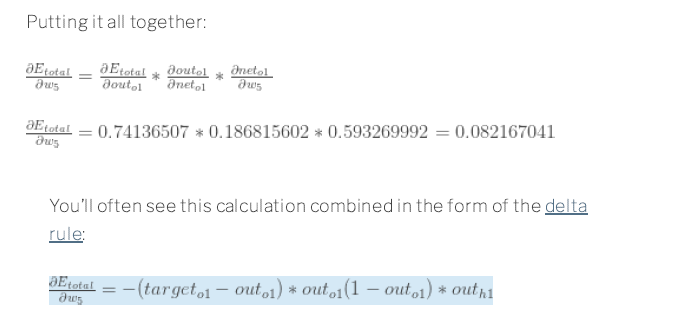 Putting it all together:
∂E_total/∂w_5 = ∂E_total/∂out_o1 * ∂out_o1/∂net_o1 * ∂net_o1/∂w_5
∂E_total/∂w_5 = 0.74136507 * 0.186815602 * 0.593269992 = 0.082167041
You'll often see this calculation combined in the form of the delta
rule:
∂E_total/∂w_5 = −(target_o1 − out_o1) * out_o1(1 − out_o1) * out_h1